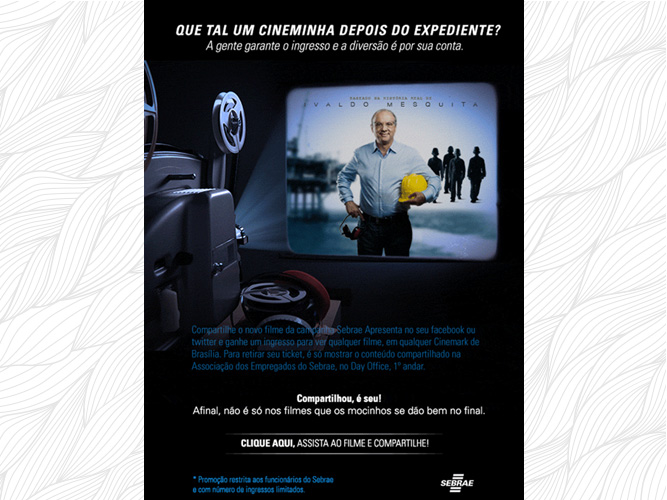 QUE TAL UM CINEMINHA DEPOIS DO EXPEDIENTE?
A gente garante o ingresso e a diversão é por sua conta.
BASEADO NA HISTÓRIA REAL DE
IVALDO MESQUITA
Compartilhe o novo filme da campanha Sebrae Apresenta no seu facebook ou
twitter e ganhe um ingresso para ver qualquer filme, em qualquer Cinemark de
Brasília. Para retirar seu ticket, é só mostrar o conteúdo compartilhado na
Associação dos Empregados do Sebrae, no Day Office, 1º andar.
Compartilhou, é seu!
Afinal, não é só nos filmes que os mocinhos se dão bem no final.
CLIQUE AQUI, ASSISTA AO FILME E COMPARTILHE!
* Promoção restrita aos funcionários do Sebrae
e com número de ingressos limitados.
SEBRAE